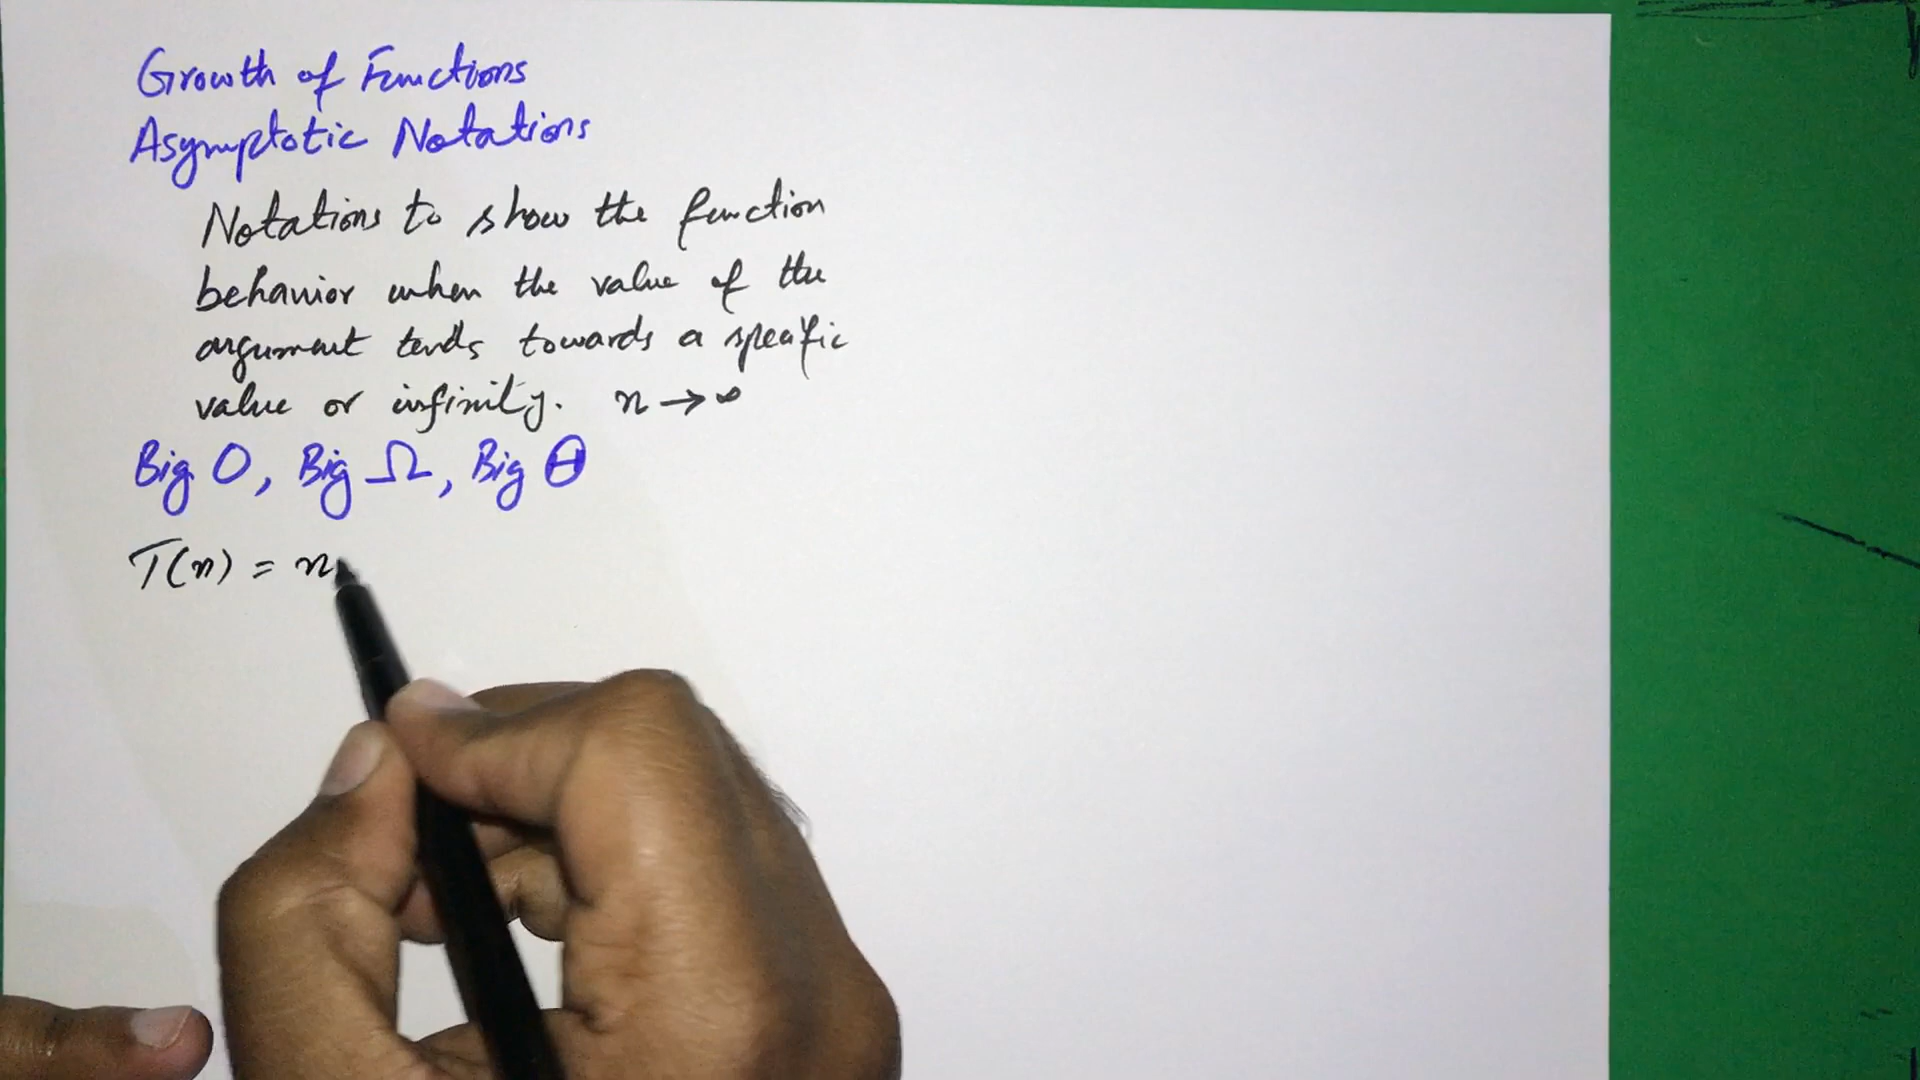 Growth of Functions
Asymptotic Notations
Notations to show the function
behavior when the value of the
argument tends towards a specific
value or infinity. n → ∞
Big O, Big Ω, Big Θ
T(n) = n